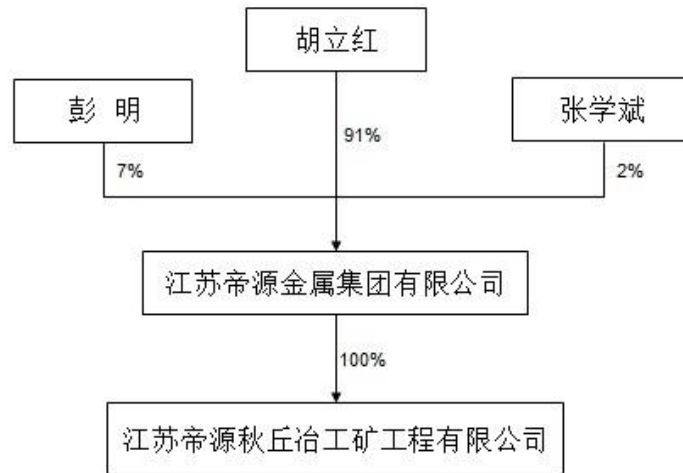 胡立红
彭 明
张学斌
91%
7%
2%
江苏帝源金属集团有限公司
100%
江苏帝源秋丘冶工矿工程有限公司